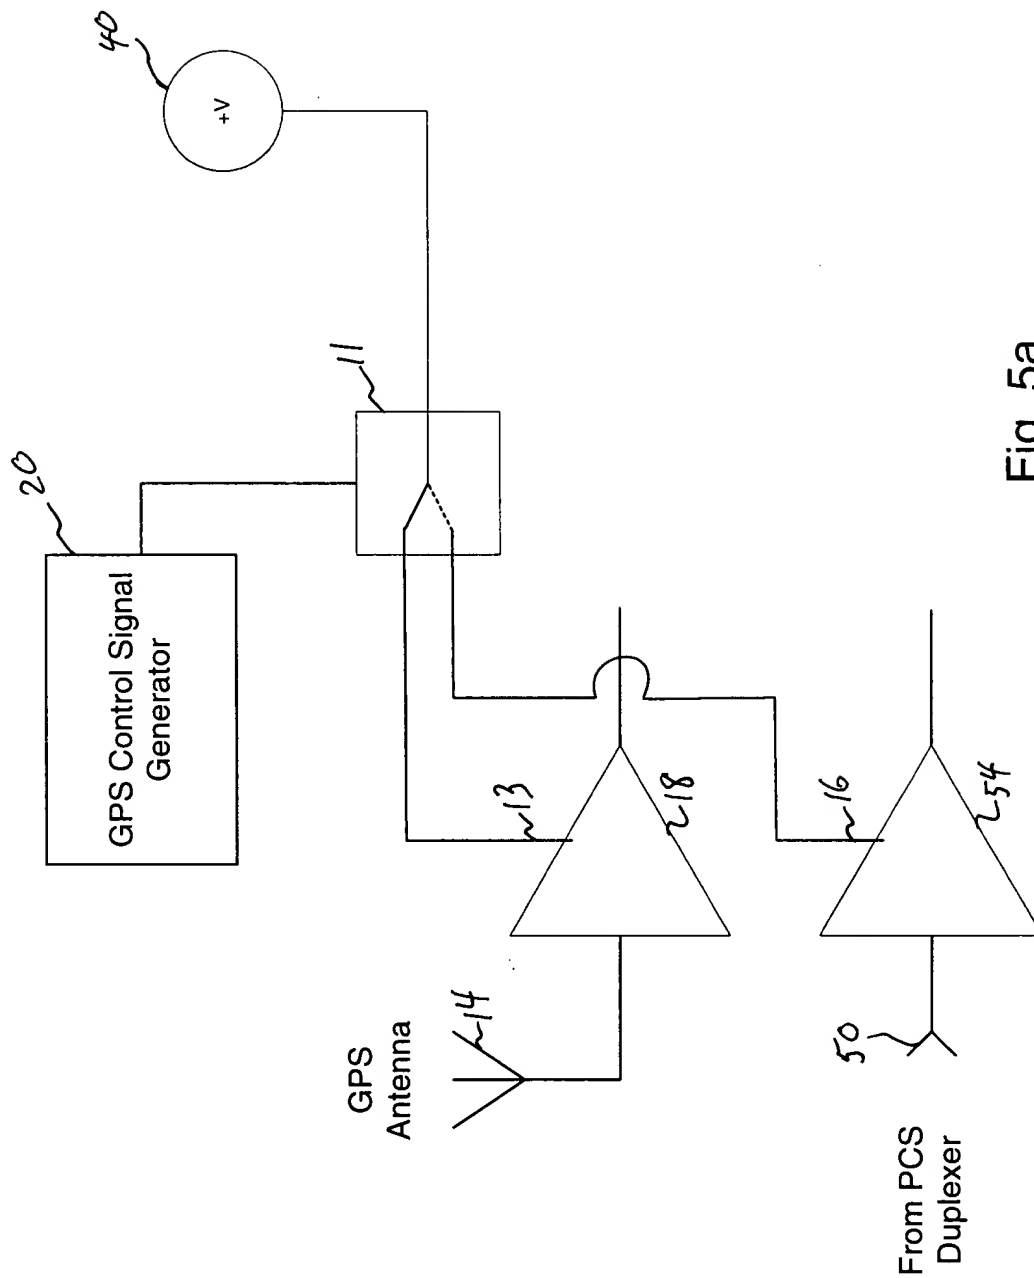 40
+V
11
20
GPS Control Signal
Generator
13
18
16
54
GPS
Antenna
14
50
From PCS
Duplexer
Fig. 5a